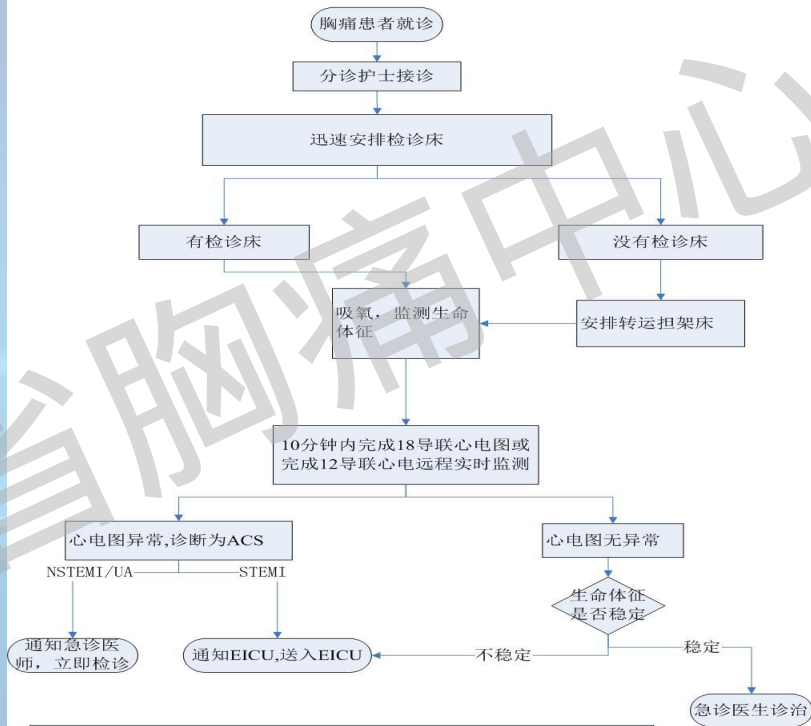 胸痛患者就诊
分诊护士接诊
迅速安排检诊床
有检诊床
没有检诊床
吸氧，监测生命
体征
安排转运担架床
10分钟内完成18导联心电图或
完成12导联心电远程实时监测
心电图异常,诊断为ACS
心电图无异常
NSTEMI/UA
STEMI
生命体征
是否稳定
通知急诊医
师，立即检诊
通知EICU,送入EICU
不稳定
稳定
急诊医生诊治
省胸痛中心